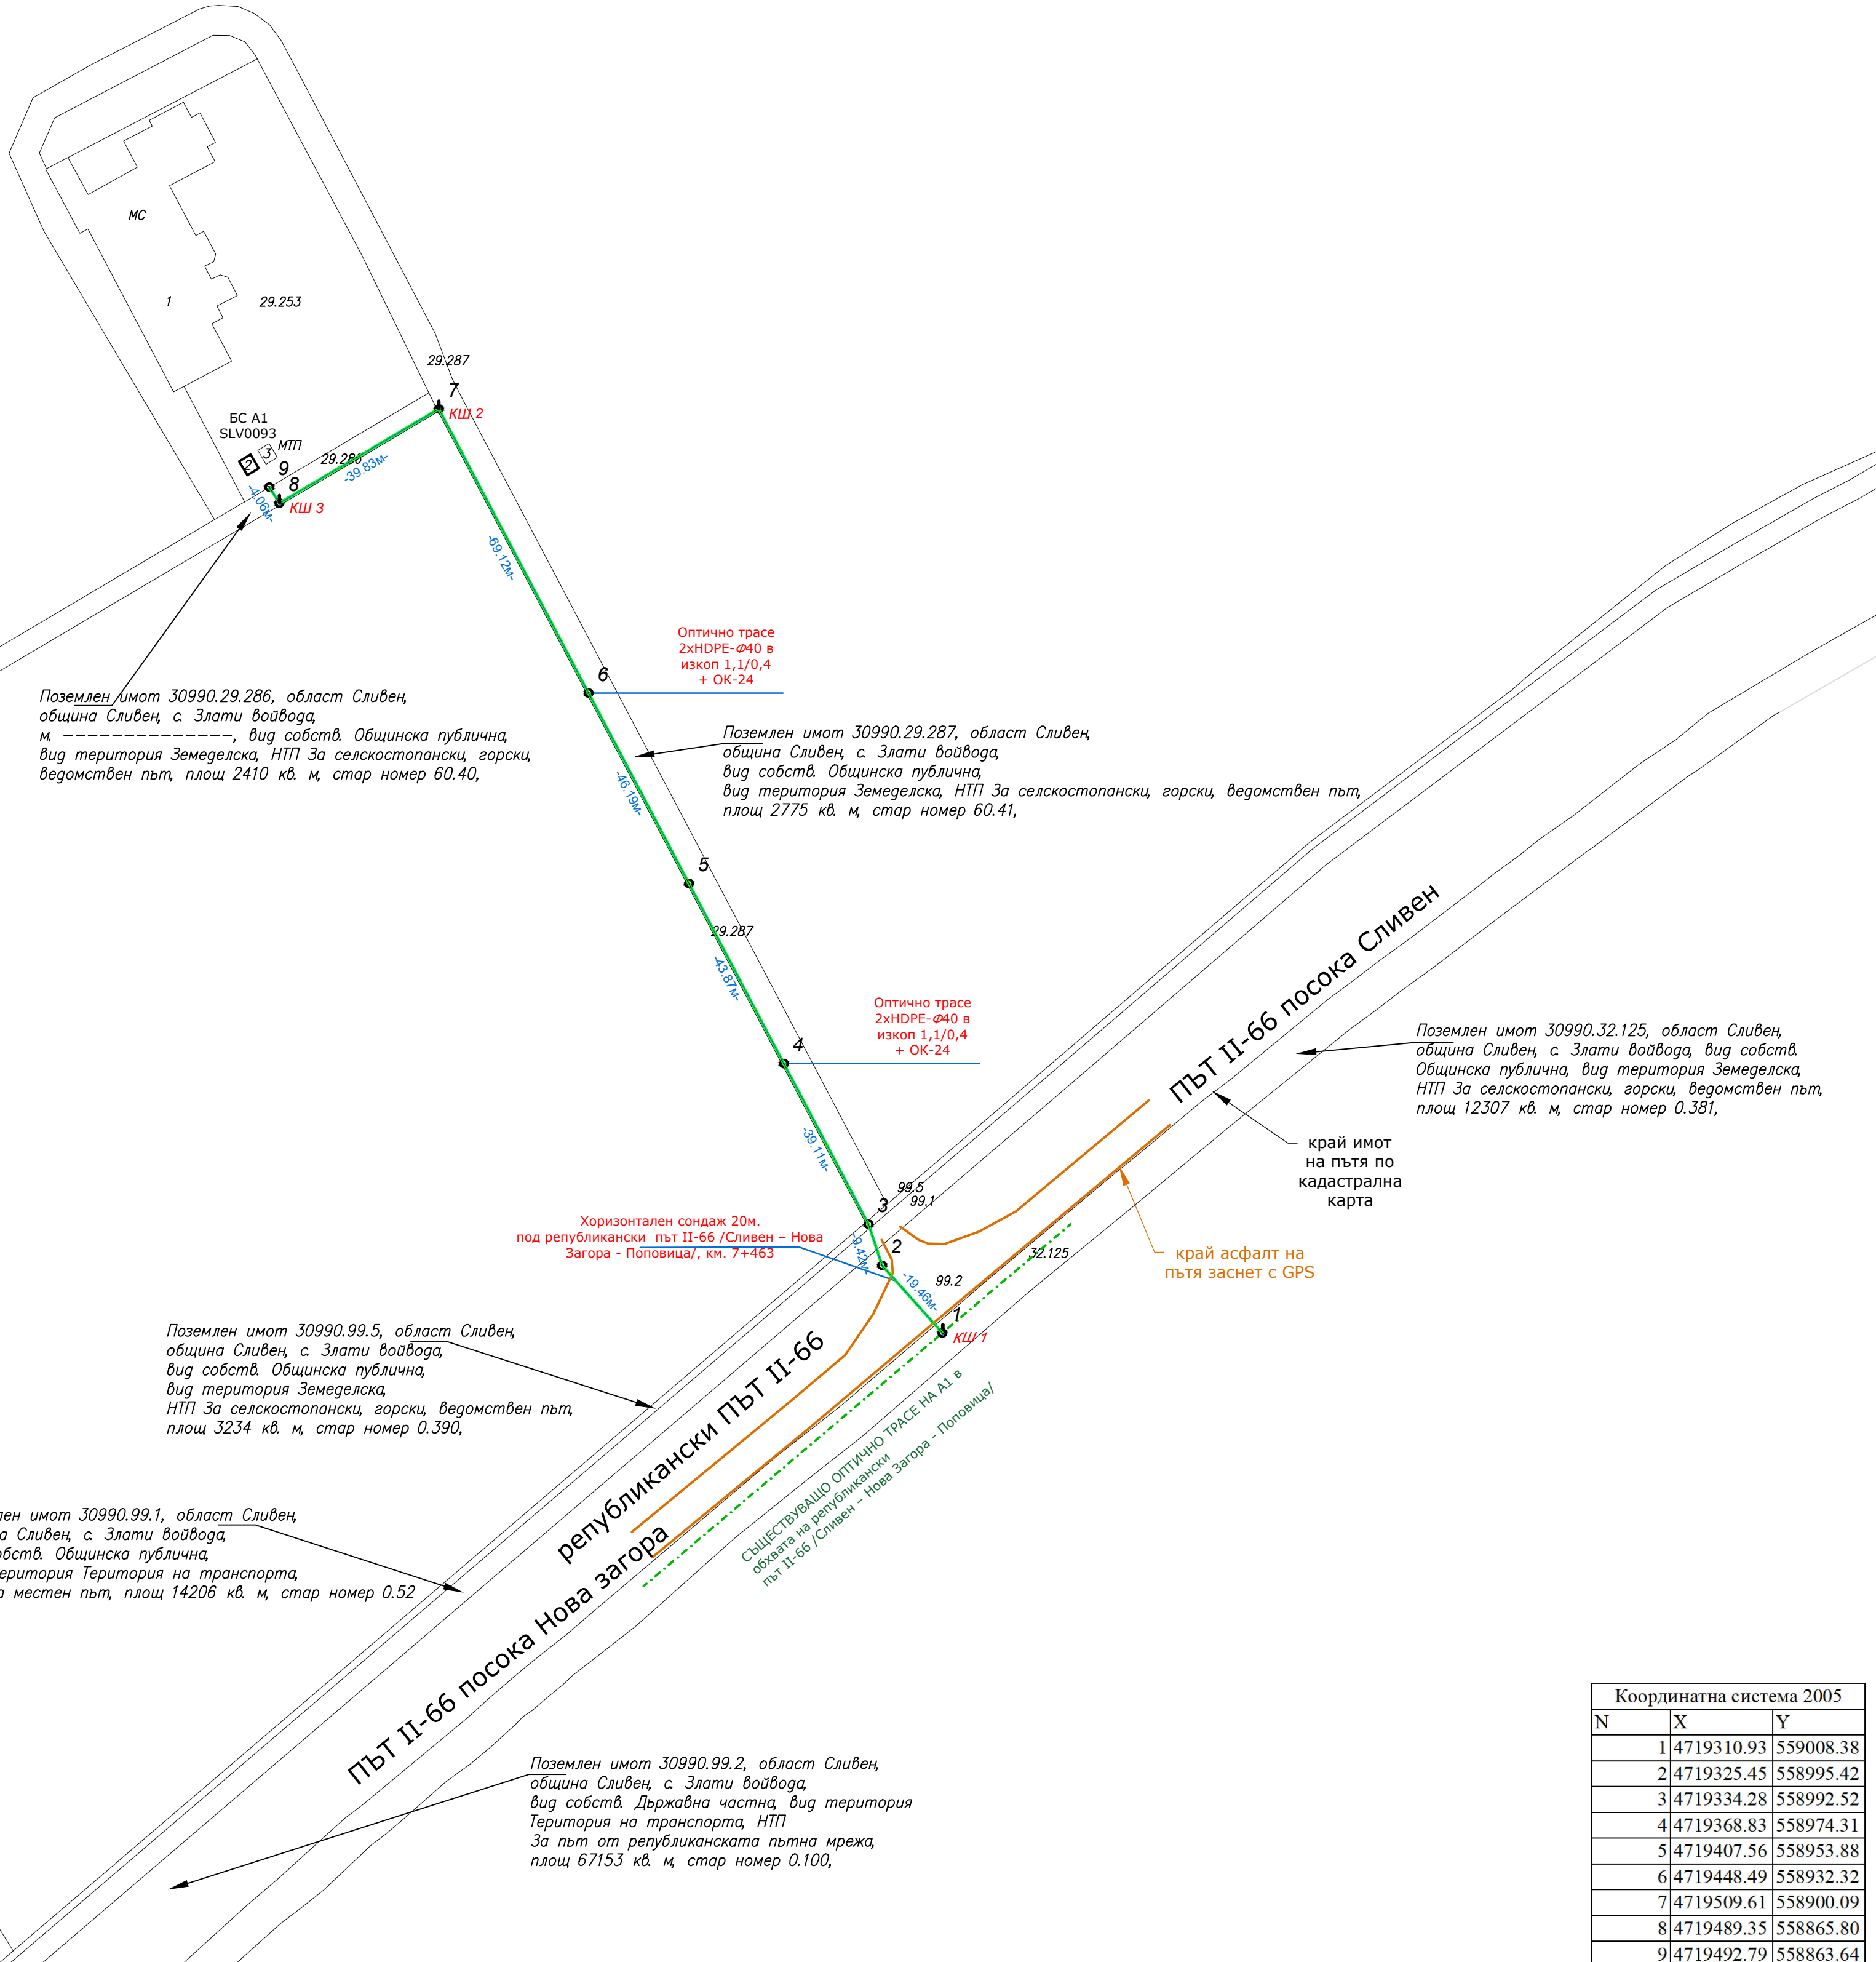 МС
1
29.253
29.287
7
КШ 2
БС А1
SLV0093
2
3
МТП
9
29.286
-39.83м-
8
-4.06м-
КШ 3
-69.12м-
Оптично трасе
2xHDPE-Ф40 в
изкоп 1,1/0,4
+ ОК-24
6
Поземлен имот 30990.29.286, област Сливен,
община Сливен, с. Злати войвода,
м. --------------, вид собств. Общинска публична,
вид територия Земеделска, НТП За селскостопански, горски,
ведомствен път, площ 2410 кв. м, стар номер 60.40,
Поземлен имот 30990.29.287, област Сливен,
община Сливен, с. Злати войвода,
вид собств. Общинска публична,
вид територия Земеделска, НТП За селскостопански, горски, ведомствен път,
площ 2775 кв. м, стар номер 60.41,
-46.19м-
5
29.287
-43.87м-
Оптично трасе
2xHDPE-Ф40 в
изкоп 1,1/0,4
+ ОК-24
4
ПЪТ II-66 посока Сливен
Поземлен имот 30990.32.125, област Сливен,
община Сливен, с. Злати войвода, вид собств.
Общинска публична, вид територия Земеделска,
НТП За селскостопански, горски, ведомствен път,
площ 12307 кв. м, стар номер 0.381,
край имот
на пътя по
кадастрална
карта
-39.11м-
99.5
99.1
3
Хоризонтален сондаж 20м.
под републикански път II-66 /Сливен – Нова
Загора - Поповица/, км. 7+463
-9.42м-
2
-19.46м-
99.2
32.125
край асфалт на
пътя заснет с GPS
1
КШ 1
Поземлен имот 30990.99.5, област Сливен,
община Сливен, с. Злати войвода,
вид собств. Общинска публична,
вид територия Земеделска,
НТП За селскостопански, горски, ведомствен път,
площ 3234 кв. м, стар номер 0.390,
републикански ПЪТ II-66
СЪЩЕСТВУВАЩО ОПТИЧНО ТРАСЕ НА А1 в
обхвата на републикански
път II-66 /Сливен – Нова Загора - Поповица/
лен имот 30990.99.1, област Сливен,
а Сливен, с. Злати войвода,
обств. Общинска публична,
територия Територия на транспорта,
а местен път, площ 14206 кв. м, стар номер 0.52
ПЪТ II-66 посока Нова загора
Поземлен имот 30990.99.2, област Сливен,
община Сливен, с. Злати войвода,
вид собств. Държавна частна, вид територия
Територия на транспорта, НТП
За път от републиканската пътна мрежа,
площ 67153 кв. м, стар номер 0.100,
Координатна система 2005
N X Y
1 4719310.93 559008.38
2 4719325.45 558995.42
3 4719334.28 558992.52
4 4719368.83 558974.31
5 4719407.56 558953.88
6 4719448.49 558932.32
7 4719509.61 558900.09
8 4719489.35 558865.80
9 4719492.79 558863.64